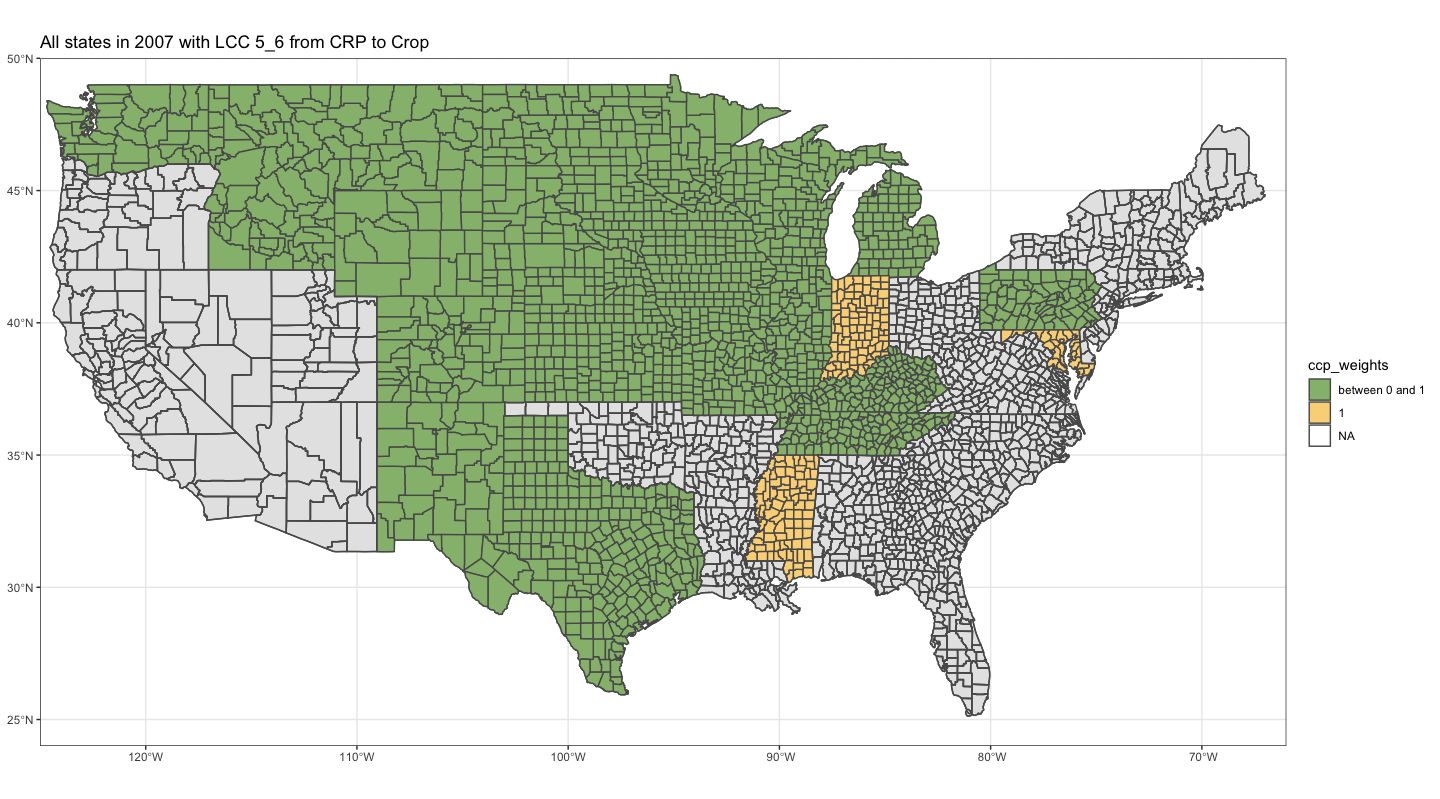 All states in 2007 with LCC 5_6 from CRP to Crop
50°N
45°N
40°N
35°N
30°N
25°N
120°W
110°W
100°W
90°W
80°W
70°W
ccp_weights
between 0 and 1
1
NA